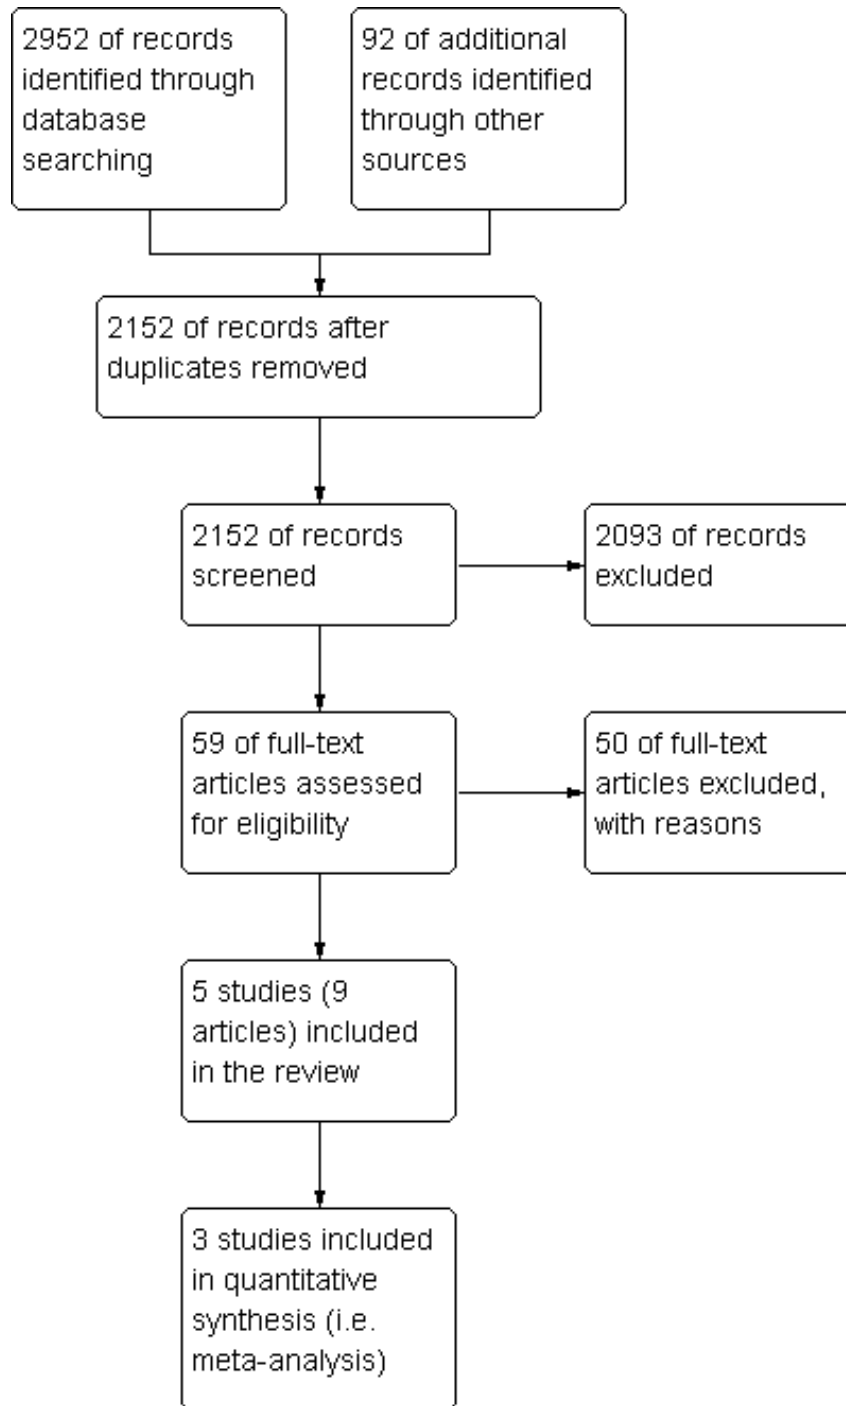 2952 of records
identified through
database
searching
92 of additional
records identified
through other
sources
2152 of records after
duplicates removed
2152 of records
screened
2093 of records
excluded
59 of full-text
articles assessed
for eligibility
50 of full-text
articles excluded,
with reasons
5 studies (9
articles) included
in the review
3 studies included
in quantitative
synthesis (i.e.
meta-analysis)